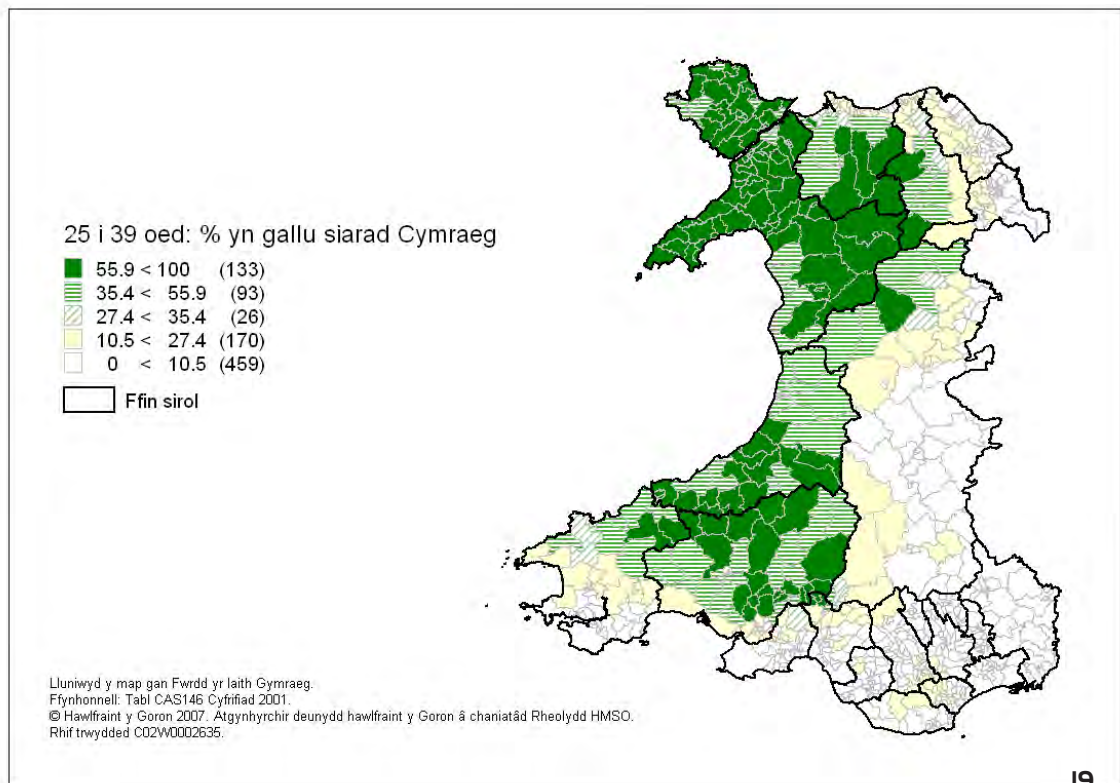 25 i 39 oed: % yn gallu siarad Cymraeg
55.9 < 100 (133)
35.4 < 55.9 (93)
27.4 < 35.4 (26)
10.5 < 27.4 (170)
0 < 10.5 (459)
Ffin sirol
Lluniwyd y map gan Fwrdd yr Iaith Gymraeg.
Ffynhonnell: Tabl CAS146 Cyfrifiad 2001.
© Hawlfraint y Goron 2007. Atgynhyrchir deunydd hawlfraint y Goron â chaniatâd Rheolydd HMSO.
Rhif trwydded C02W0002635.
19